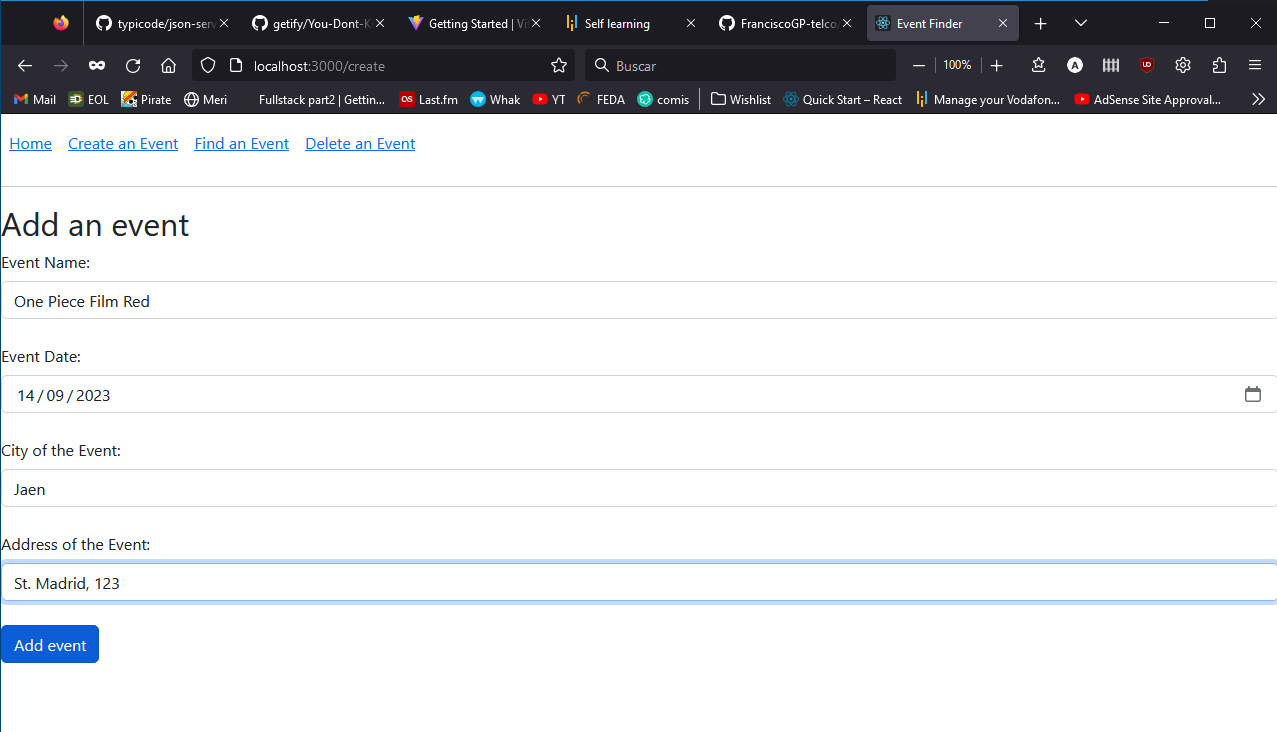 typicode/json-serv
getify/You-Dont-K
Getting Started | Vi
Self learning
FranciscoGP-telco
Event Finder
localhost:3000/create
Buscar
100%
A
UD
Mail
EOL
Pirate
Meri
Fullstack part2 | Gettin...
Last.fm
Whak
YT
FEDA
comis
Wishlist
Quick Start – React
Manage your Vodafon...
AdSense Site Approval...
Home
Create an Event
Find an Event
Delete an Event
Add an event
Event Name:
One Piece Film Red
Event Date:
14 / 09 / 2023
City of the Event:
Jaen
Address of the Event:
St. Madrid, 123
Add event